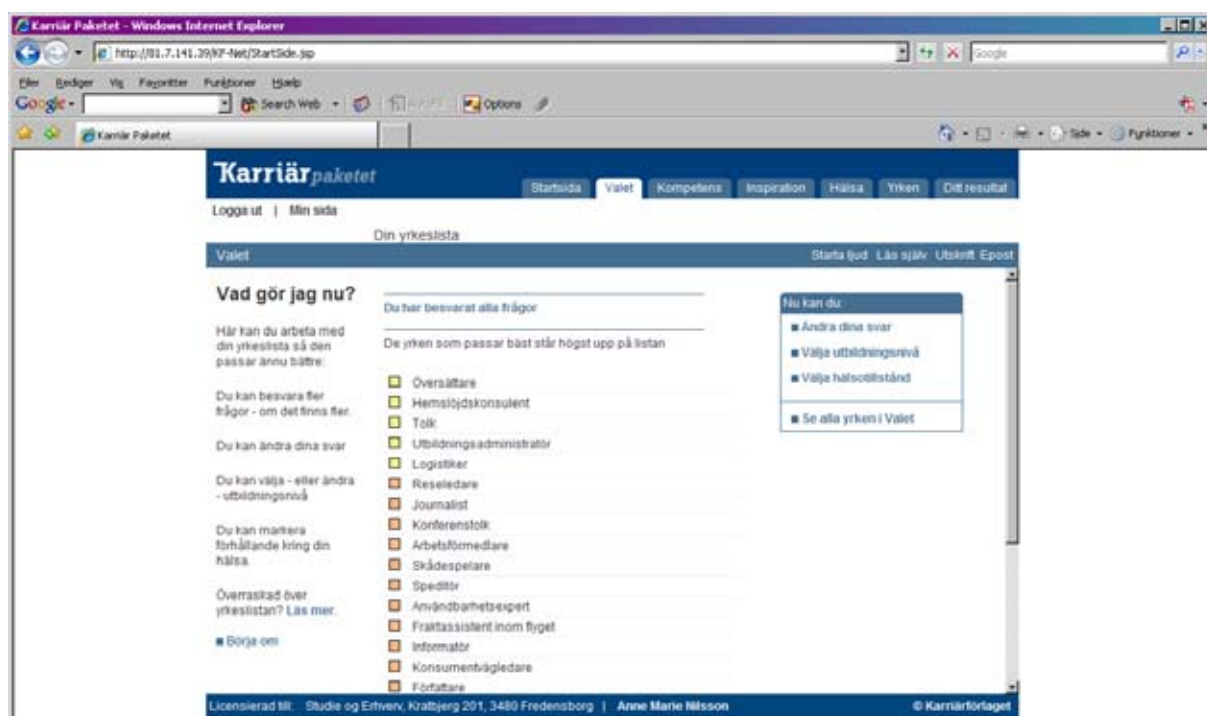 Karriär Paketet - Windows Internet Explorer
http://81.7.141.39/KF-Net/StartSide.jsp
Google
Filer Rediger Vis Favoritter Funktioner Hjælp
Google Search Web Options
Karriär Paketet Side Funktioner
Karriärpaketet
Startsida Valet Kompetens Inspiration Hälsa Yrken Ditt resultat
Logga ut | Min sida
Din yrkeslista
Valet Starta ljud Läs själv Utskrift Epost
Vad gör jag nu?
Här kan du arbeta med
din yrkeslista så den
passar ännu bättre:
Du kan besvara fler
frågor - om det finns fler.
Du kan ändra dina svar
Du kan välja - eller ändra
- utbildningsnivå
Du kan markera
förhållande kring din
hälsa.
Överraskad över
yrkeslistan? Läs mer.
Börja om
Du har besvarat alla frågor
De yrken som passar bäst står högst upp på listan
Översättare
Hemslöjdskonsulent
Tolk
Utbildningsadministratör
Logistiker
Reseledare
Journalist
Konferenstolk
Arbetsförmedlare
Skådespelare
Speditör
Användbarhetsexpert
Fraktassistent inom flyget
Informatör
Konsumentvägledare
Författare
Nu kan du:
Ändra dina svar
Välja utbildningsnivå
Välja hälsotillstånd
Se alla yrken i Valet
Licensierad till: Studie og Erhverv, Kratbjerg 201, 3480 Fredensborg | Anne Marie Nilsson © Karriärförlaget